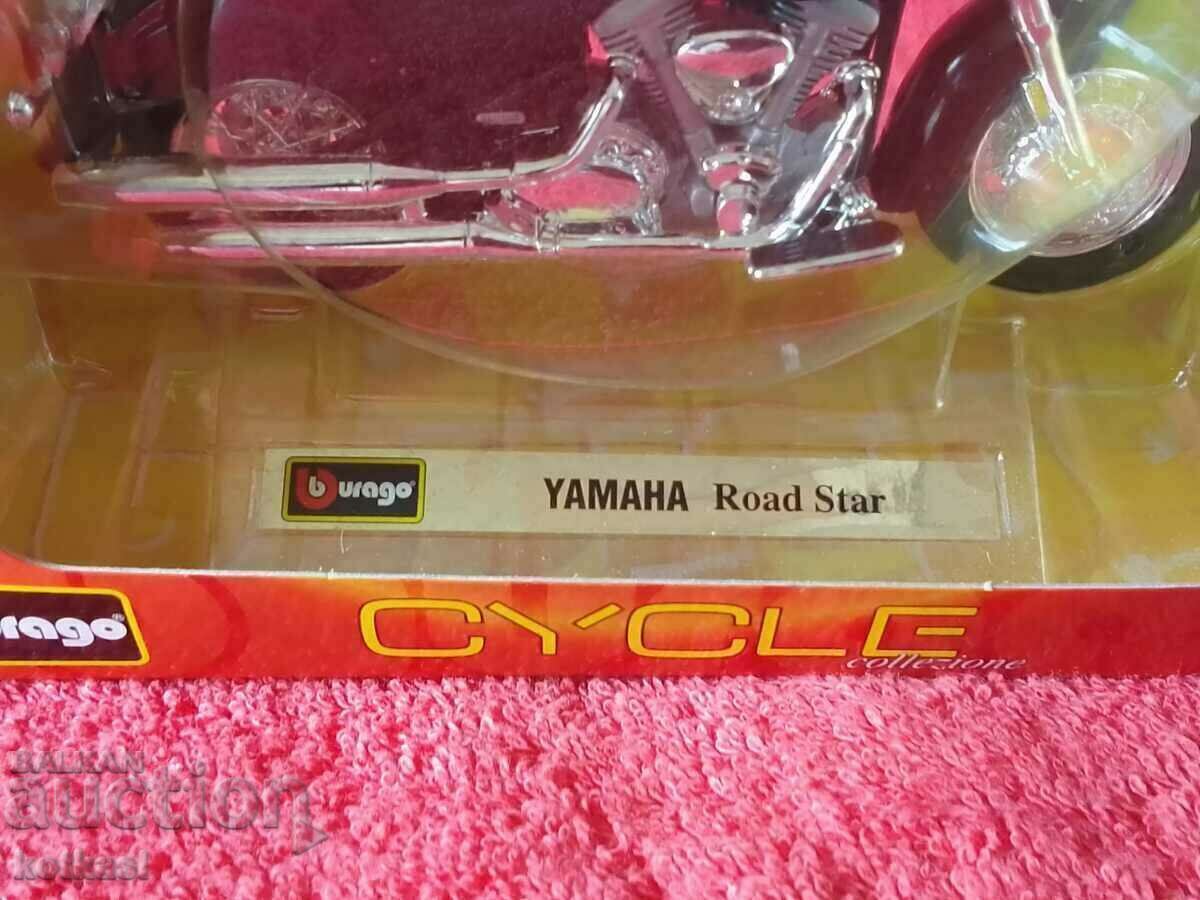 burago® YAMAHA Road Star
urago® CYCLE
collezione
BALKAN
auction
kolkasl